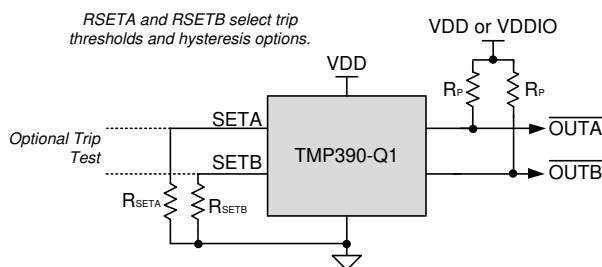 RSETA and RSETB select trip
thresholds and hysteresis options.
VDD or VDDIO
VDD
RP
RP
SETA
OUTA
Optional Trip
Test
SETB
TMP390-Q1
OUTB
RSETA
RSETB